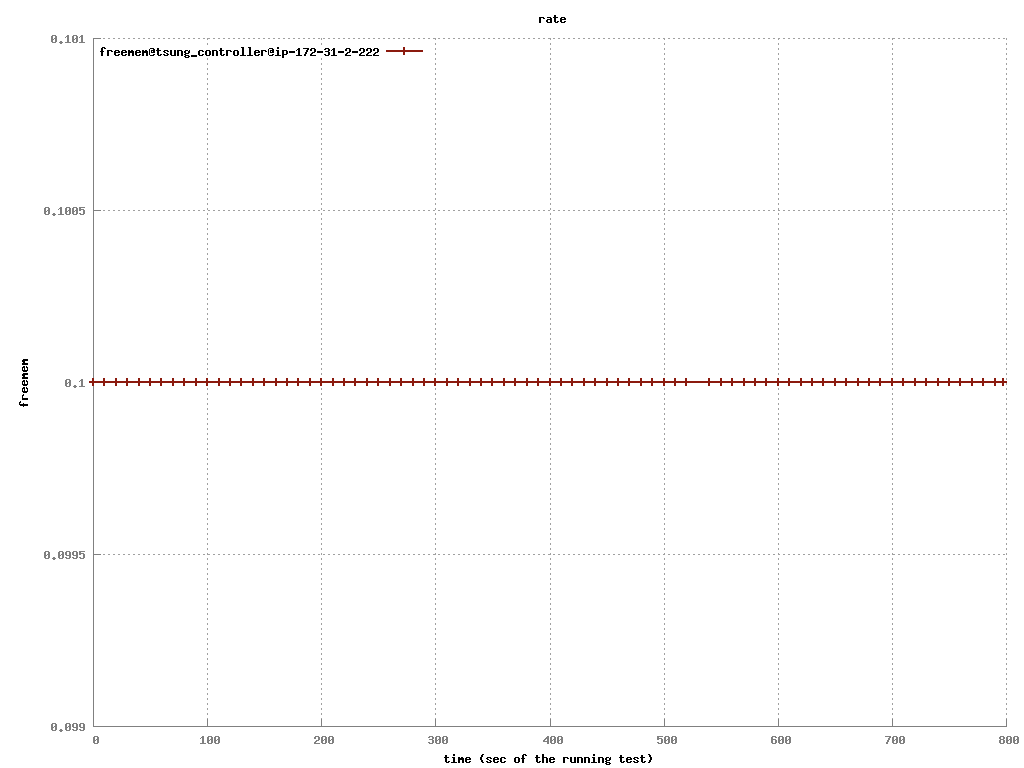 rate
0.101
freemem@tsung_controller@ip-172-31-2-222
0.1005
freemem
0.1
0.0995
0.099
0 100 200 300 400 500 600 700 800
time (sec of the running test)